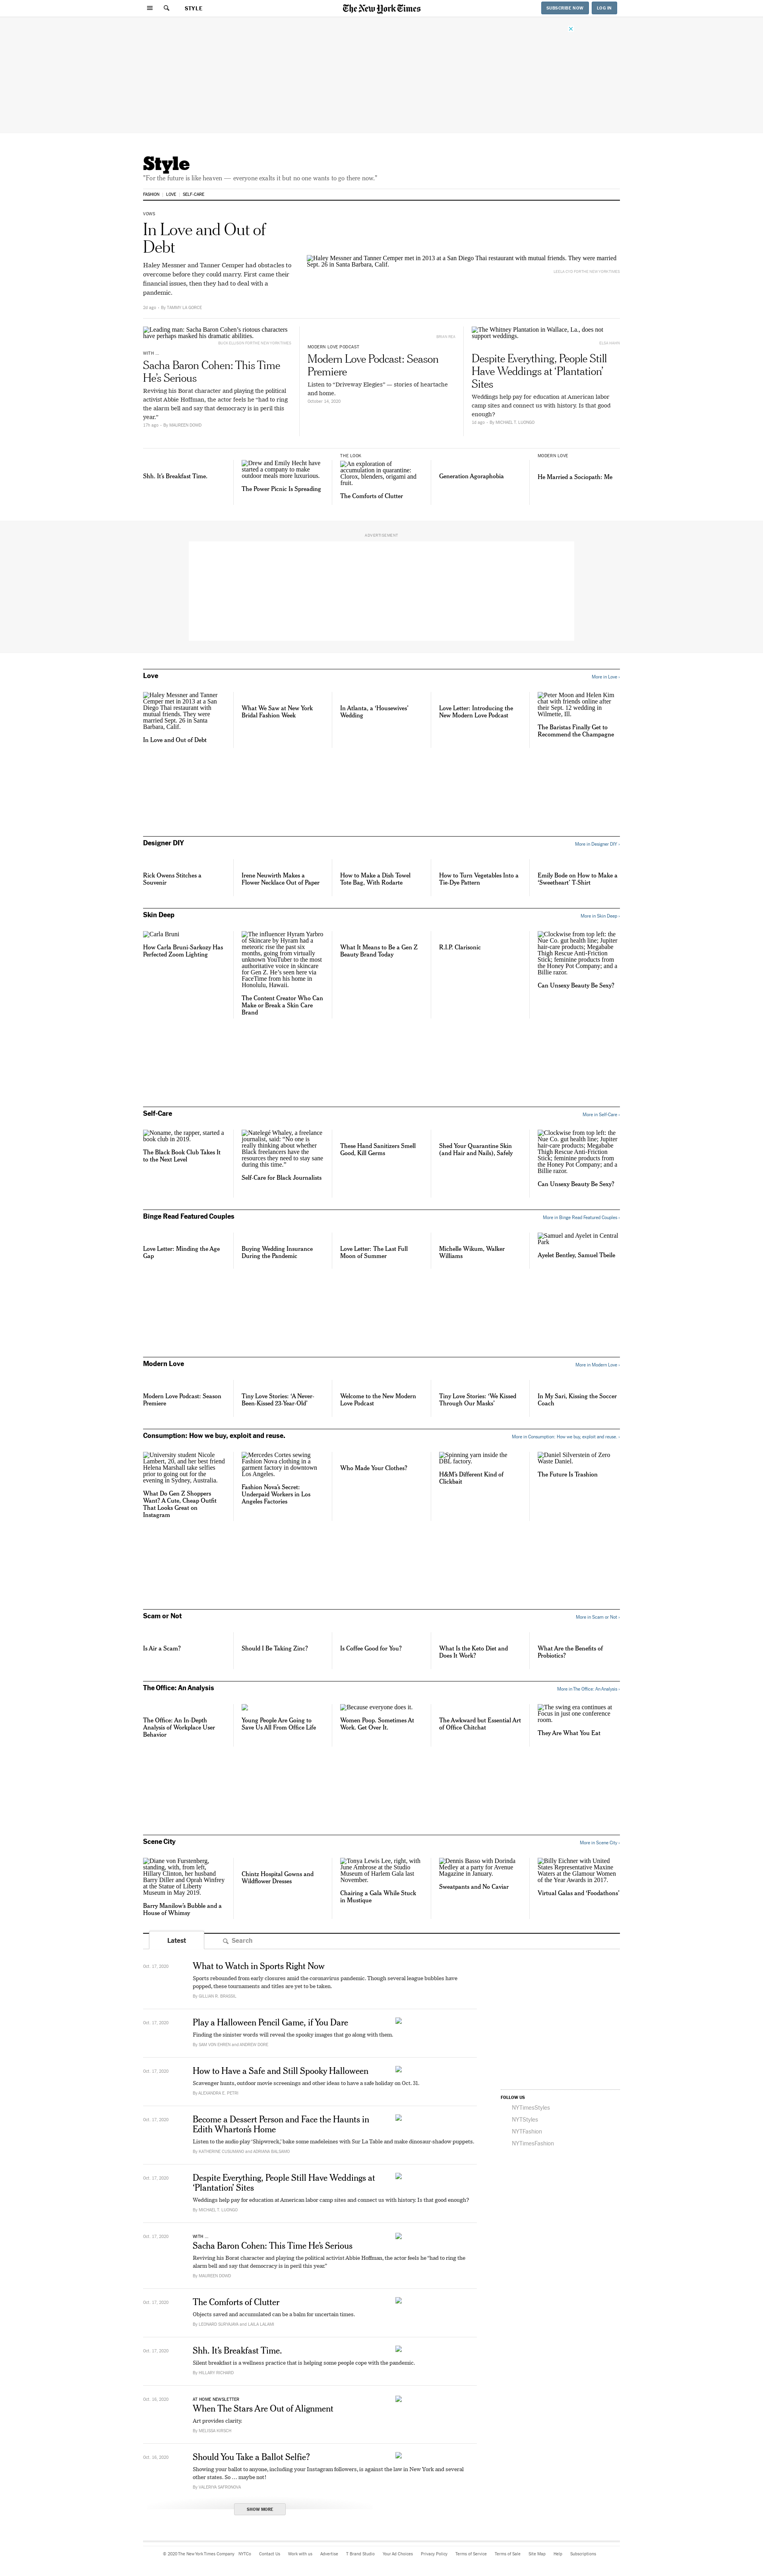 STYLE
The New York Times
SUBSCRIBE NOW
LOG IN
Style
"For the future is like heaven — everyone exalts it but no one wants to go there now."
FASHION
LOVE
SELF-CARE
VOWS
In Love and Out of
Debt
Haley Messner and Tanner Cemper had obstacles to
overcome before they could marry. First came their
financial issues, then they had to deal with a
pandemic.
2d ago · By TAMMY LA GORCE
Haley Messner and Tanner Cemper met in 2013 at a San Diego Thai restaurant with mutual friends. They were married
Sept. 26 in Santa Barbara, Calif.
Leading man: Sacha Baron Cohen's riotous characters
have perhaps masked his dramatic abilities.
WITH ...
Sacha Baron Cohen: This Time
He's Serious
Reviving his Borat character and playing the political
activist Abbie Hoffman, the actor feels he "had to ring
the alarm bell and say that democracy is in peril this
year."
17h ago · By MAUREEN DOWD
BRIAN REA
MODERN LOVE PODCAST
Modern Love Podcast: Season
Premiere
Listen to "Driveway Elegies" — stories of heartache
and home.
October 14, 2020
The Whitney Plantation in Wallace, La., does not
support weddings.
Despite Everything, People Still
Have Weddings at 'Plantation'
Sites
Weddings help pay for education at American labor
camp sites and connect us with history. Is that good
enough?
1d ago · By MICHAEL T. LUONGO
Shh. It's Breakfast Time.
Drew and Emily Hecht have
started a company to make
outdoor meals more luxurious.
The Power Picnic Is Spreading
THE LOOK
An exploration of
accumulation in quarantine:
Clorox, blenders, origami and
fruit.
The Comforts of Clutter
Generation Agoraphobia
MODERN LOVE
He Married a Sociopath: Me
ADVERTISEMENT
Love
More in Love ›
Haley Messner and Tanner
Cemper met in 2013 at a San
Diego Thai restaurant with
mutual friends. They were
married Sept. 26 in Santa
Barbara, Calif.
In Love and Out of Debt
What We Saw at New York
Bridal Fashion Week
In Atlanta, a 'Housewives'
Wedding
Love Letter: Introducing the
New Modern Love Podcast
Peter Moon and Helen Kim
chat with friends online after
their Sept. 12 wedding in
Wilmette, Ill.
The Baristas Finally Get to
Recommend the Champagne
Designer DIY
More in Designer DIY ›
Rick Owens Stitches a
Souvenir
Irene Neuwirth Makes a
Flower Necklace Out of Paper
How to Make a Dish Towel
Tote Bag, With Rodarte
How to Turn Vegetables Into a
Tie-Dye Pattern
Emily Bode on How to Make a
'Sweetheart' T-Shirt
Skin Deep
More in Skin Deep ›
Carla Bruni
How Carla Bruni-Sarkozy Has
Perfected Zoom Lighting
The influencer Hyram Yarbro
of Skincare by Hyram had a
meteoric rise the past six
months, going from virtually
unknown YouTuber to the most
authoritative voice in skincare
for Gen Z. He's seen here via
FaceTime from his home in
Honolulu, Hawaii.
The Content Creator Who Can
Make or Break a Skin Care
Brand
What It Means to Be a Gen Z
Beauty Brand Today
R.I.P. Clarisonic
Clockwise from top left: the
Nue Co. gut health line; Jupiter
hair care products; Megababe
Thigh Rescue Anti-Friction
Stick; feminine products from
the Honey Pot Company; and a
Billie razor.
Can Unsexy Beauty Be Sexy?
Self-Care
More in Self-Care ›
Noname, the rapper, started a
book club in 2019.
The Black Book Club Takes It
to the Next Level
Natelegé Whaley, a freelance
journalist, said: "No one is
really thinking about whether
Black freelancers have the
resources they need to stay sane
during this time."
Self-Care for Black Journalists
These Hand Sanitizers Smell
Good, Kill Germs
Shed Your Quarantine Skin
(and Hair and Nails), Safely
Clockwise from top left: the
Nue Co. gut health line; Jupiter
hair care products; Megababe
Thigh Rescue Anti-Friction
Stick; feminine products from
the Honey Pot Company; and a
Billie razor.
Can Unsexy Beauty Be Sexy?
Binge Read Featured Couples
More in Binge Read Featured Couples ›
Love Letter: Minding the Age
Gap
Buying Wedding Insurance
During the Pandemic
Love Letter: The Last Full
Moon of Summer
Michelle Wikum, Walker
Williams
Samuel and Ayelet in Central
Park
Ayelet Bentley, Samuel Tbeile
Modern Love
More in Modern Love ›
Modern Love Podcast: Season
Premiere
Tiny Love Stories: 'A Never-
Been-Kissed 23-Year-Old'
Welcome to the New Modern
Love Podcast
Tiny Love Stories: 'We Kissed
Through Our Masks'
In My Sari, Kissing the Soccer
Coach
Consumption: How we buy, exploit and reuse.
More in Consumption: How we buy, exploit and reuse. ›
University student Nicole
Lambert, 20, and her best friend
Helena Marshall take selfies
prior to going out for the
evening in Sydney, Australia.
What Do Gen Z Shoppers
Want? A Cute, Cheap Outfit
That Looks Great on
Instagram
Mercedes Cortes sewing
Fashion Nova clothing in a
garment factory in downtown
Los Angeles.
Fashion Nova's Secret:
Underpaid Workers in Los
Angeles Factories
Who Made Your Clothes?
Spinning yarn inside the
DBL factory.
H&M's Different Kind of
Clickbait
Daniel Silverstein of Zero
Waste Daniel.
The Future Is Trashion
Scam or Not
More in Scam or Not ›
Is Air a Scam?
Should I Be Taking Zinc?
Is Coffee Good for You?
What Is the Keto Diet and
Does It Work?
What Are the Benefits of
Probiotics?
The Office: An Analysis
More in The Office: An Analysis ›
The Office: An In-Depth
Analysis of Workplace User
Behavior
Young People Are Going to
Save Us All From Office Life
Because everyone does it.
Women Poop. Sometimes At
Work. Get Over It.
The Awkward but Essential Art
of Office Chitchat
The swing era continues at
Focus in just one conference
room.
They Are What You Eat
Scene City
More in Scene City ›
Diane von Furstenberg,
standing, with, from left,
Hillary Clinton, her husband
Barry Diller and Oprah Winfrey
at the Statue of Liberty
Museum in May 2019.
Barry Manilow's Bubble and a
House of Whimsy
Chintz Hospital Gowns and
Wildflower Dresses
Tonya Lewis Lee, right, with
June Ambrose at the Studio
Museum of Harlem Gala last
November.
Chairing a Gala While Stuck
in Mustique
Dennis Basso with Dorinda
Medley at a party for Avenue
Magazine in January.
Sweatpants and No Caviar
Billy Eichner with United
States Representative Maxine
Waters at the Glamour Women
of the Year Awards in 2017.
Virtual Galas and 'Foodathons'
Latest
Search
Oct. 17, 2020
What to Watch in Sports Right Now
Sports rebounded from early closures amid the coronavirus pandemic. Though several league bubbles have
popped, these tournaments and titles are yet to be taken.
By GILLIAN R. BRASSIL
Oct. 17, 2020
Play a Halloween Pencil Game, if You Dare
Finding the sinister words will reveal the spooky images that go along with them.
By SAM VON EHREN and ANDREW SOBE
Oct. 17, 2020
How to Have a Safe and Still Spooky Halloween
Scavenger hunts, outdoor movie screenings and other ideas to have a safe holiday on Oct. 31.
By ALEXANDRA E. PETRI
Oct. 17, 2020
Become a Dessert Person and Face the Haunts in
Edith Wharton's Home
Listen to the audio play 'Shipwreck,' bake some madeleines with Sur La Table and make dinosaur-shadow puppets.
By KATHERINE CUSUMANO and ADRIANA BALSAMO
Oct. 17, 2020
Despite Everything, People Still Have Weddings at
'Plantation' Sites
Weddings help pay for education at American labor camp sites and connect us with history. Is that good enough?
By MICHAEL T. LUONGO
Oct. 17, 2020
WITH ...
Sacha Baron Cohen: This Time He's Serious
Reviving his Borat character and playing the political activist Abbie Hoffman, the actor feels he "had to ring the
alarm bell and say that democracy is in peril this year."
By MAUREEN DOWD
Oct. 17, 2020
The Comforts of Clutter
Objects saved and accumulated can be a balm for uncertain times.
By LEONARD SURYAJAYA and LAILA LALAMI
Oct. 17, 2020
Shh. It's Breakfast Time.
Silent breakfast is a wellness practice that is helping some people cope with the pandemic.
By HILLARY RICHARD
Oct. 16, 2020
AT HOME NEWSLETTER
When The Stars Are Out of Alignment
Art provides clarity.
By MELISSA KIRSCH
Oct. 16, 2020
Should You Take a Ballot Selfie?
Showing your ballot to anyone, including your Instagram followers, is against the law in New York and several
other states. So … maybe not!
By VALERIYA SAFRONOVA
SHOW MORE
FOLLOW US
NYTimesStyles
NYTStyles
NYTFashion
NYTimesFashion
© 2020 The New York Times Company
NYTCo
Contact Us
Work with us
Advertise
T Brand Studio
Your Ad Choices
Privacy Policy
Terms of Service
Terms of Sale
Site Map
Help
Subscriptions